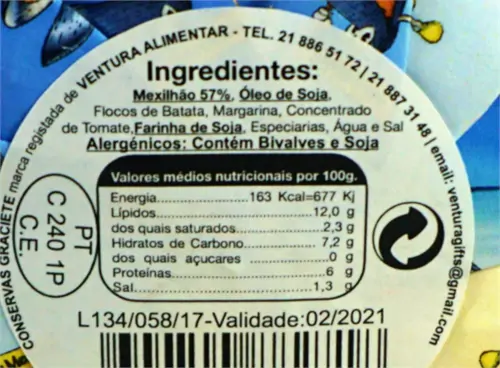 CONSERVAS GRACIETE marca registada de VENTURA ALIMENTAR - TEL. 21 886 51 72 | 21 887 31 48 | email: venturagifts@gmail.com
Ingredientes:
Mexilhão 57%, Óleo de Soja,
Flocos de Batata, Margarina, Concentrado
de Tomate,Farinha de Soja, Especiarias, Água e Sal
Alergénicos: Contém Bivalves e Soja
Valores médios nutricionais por 100g.
Energia 163 Kcal=677 Kj
Lípidos 12,0 g
dos quais saturados 2,3 g
Hidratos de Carbono 7,2 g
dos quais açucares 0 g
Proteínas 6 g
Sal 1,3 g
PT
C 240 1P
C.E.
L134/058/17-Validade:02/2021